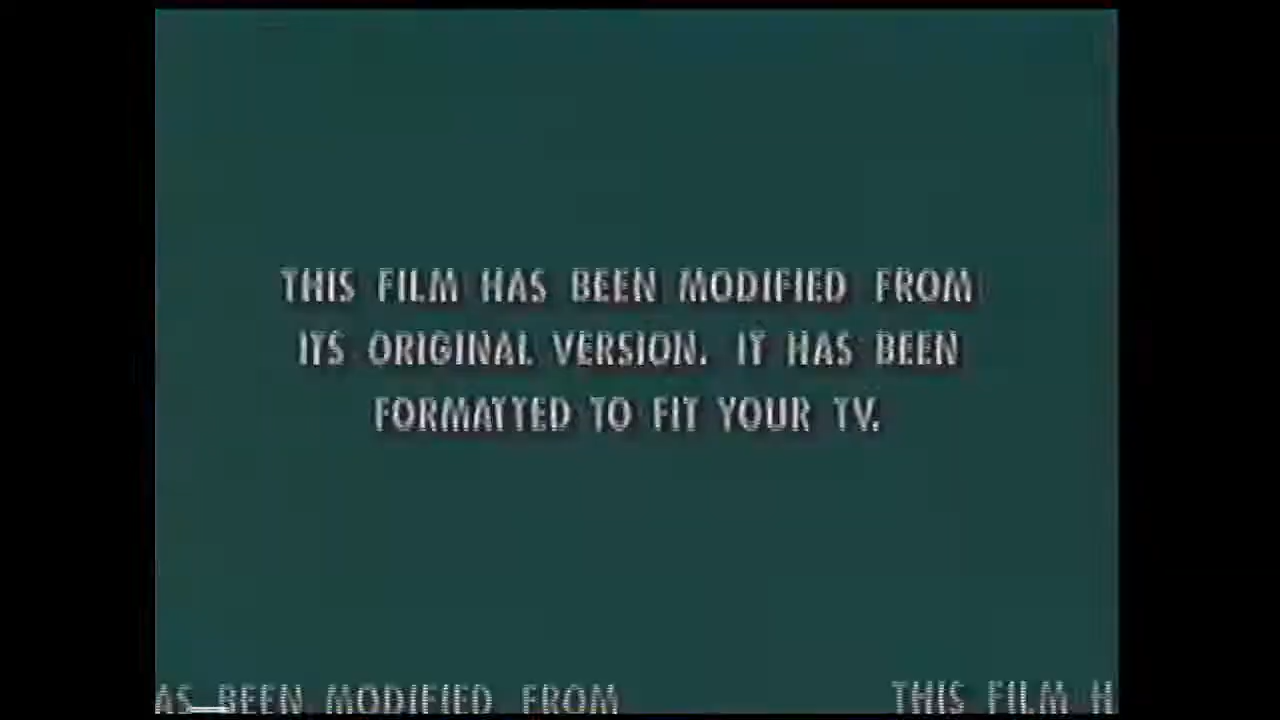 THIS FILM HAS BEEN MODIFIED FROM
ITS ORIGINAL VERSION. IT HAS BEEN
FORMATTED TO FIT YOUR TV.
AS BEEN MODIFIED FROM THIS FILM H